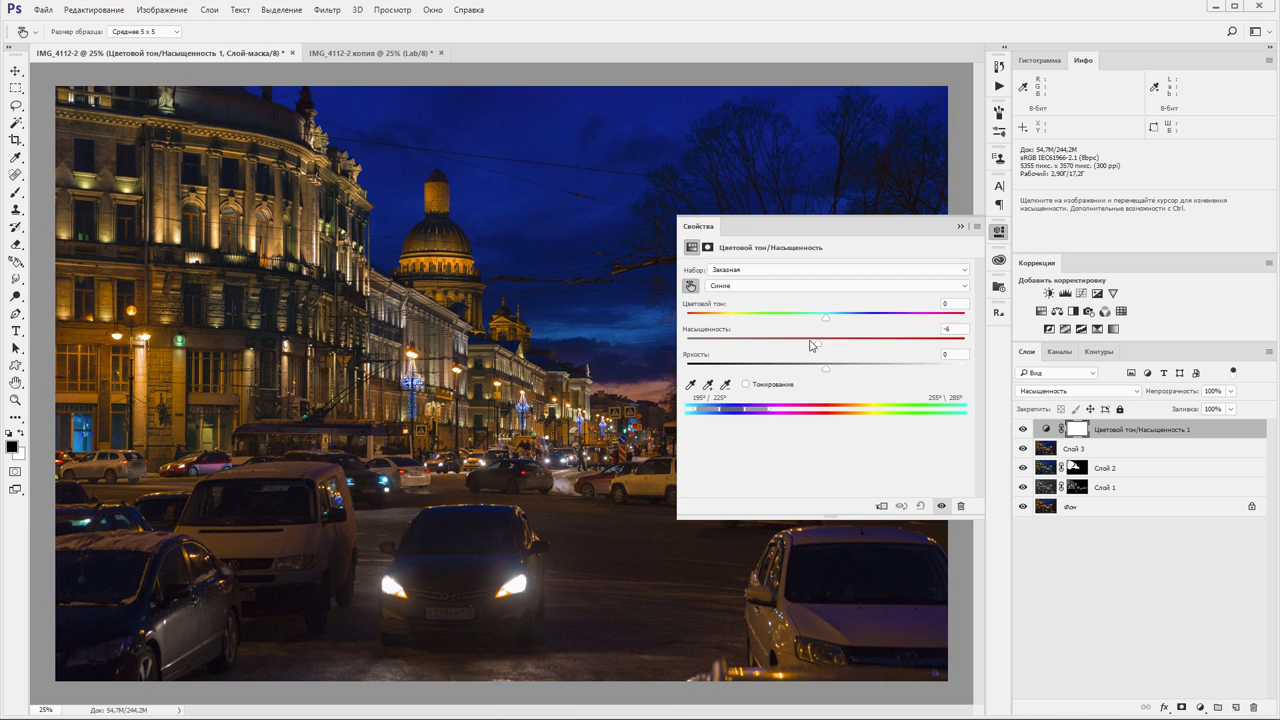 Ps Файл Редактирование Изображение Слои Текст Выделение Фильтр 3D Просмотр Окно Справка
Размер образца: Среднее 5 x 5
IMG_4112-2 @ 25% (Цветовой тон/Насыщенность 1, Слой-маска/8) * × IMG_4112-2 копия @ 25% (Lab/8) * ×
Гистограмма Инфо
R :
G :
B :
L :
a :
b :
8-бит 8-бит
X :
Y :
Ш :
В :
Док: 54,7M/244,2M
sRGB IEC61966-2.1 (8bpc)
5355 пикс. x 3570 пикс. (300 ppi)
Рабочий: 2,90Г/17,2Г
Щелкните на изображении и перемещайте курсор для изменения
насыщенности. Дополнительные возможности с Ctrl.
Свойства
Цветовой тон/Насыщенность
Набор: Заказная
Синие
Цветовой тон: 0
Насыщенность: -6
Яркость: 0
Тонирование
195° / 225° 255° \ 285°
Коррекция
Добавить корректировку
Слои Каналы Контуры
Вид
Насыщенность Непрозрачность: 100%
Закрепить: Заливка: 100%
Цветовой тон/Насыщенность 1
Слой 3
Слой 2
Слой 1
Фон
25% Док: 54,7M/244,2M